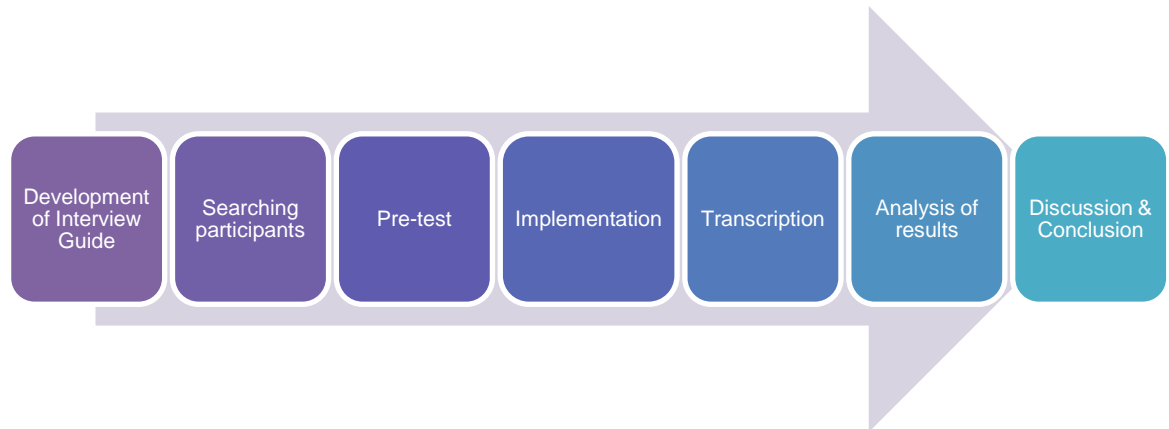 Development
of Interview
Guide
Searching
participants
Pre-test
Implementation
Transcription
Analysis of
results
Discussion &
Conclusion